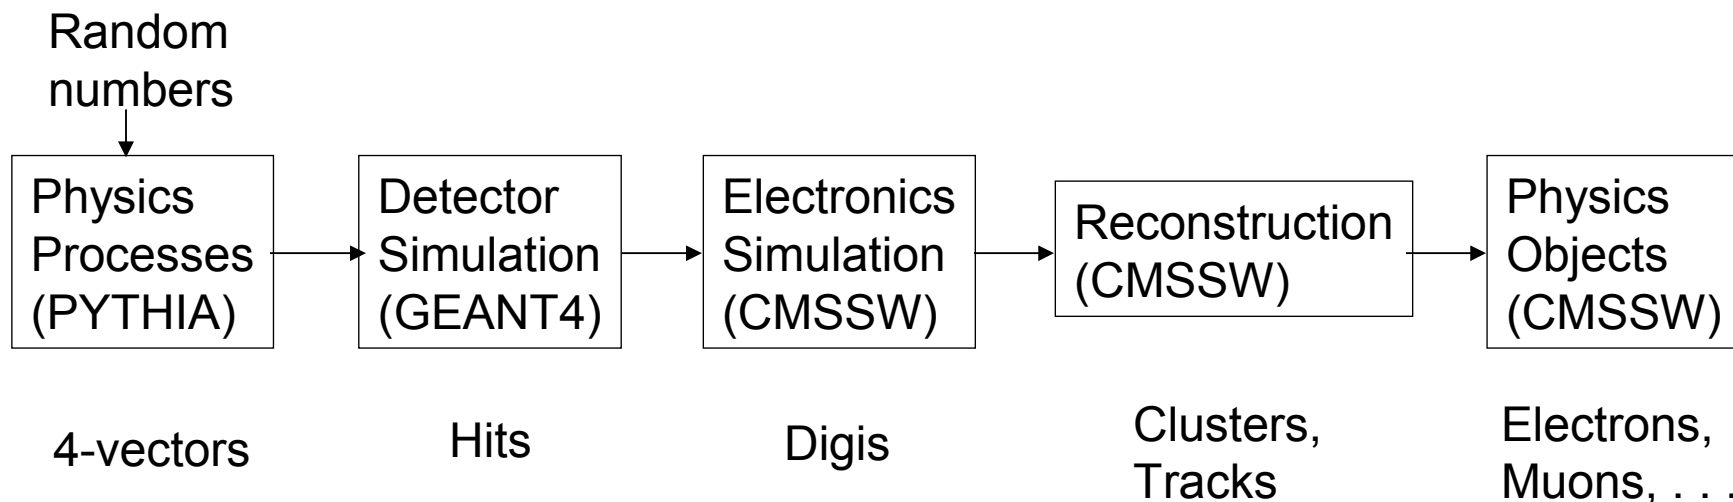 Random
numbers
Physics
Processes
(PYTHIA)
Detector
Simulation
(GEANT4)
Electronics
Simulation
(CMSSW)
Reconstruction
(CMSSW)
Physics
Objects
(CMSSW)
4-vectors
Hits
Digis
Clusters,
Tracks
Electrons,
Muons, . . .